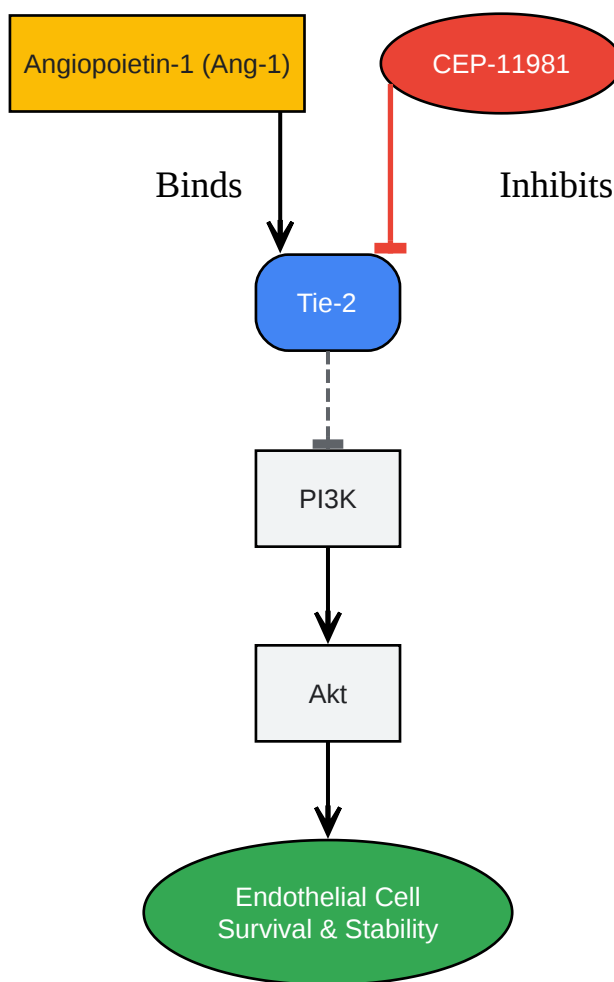 Angiopoietin-1 (Ang-1)
CEP-11981
Binds
Inhibits
Tie-2
PI3K
Akt
Endothelial Cell
Survival & Stability